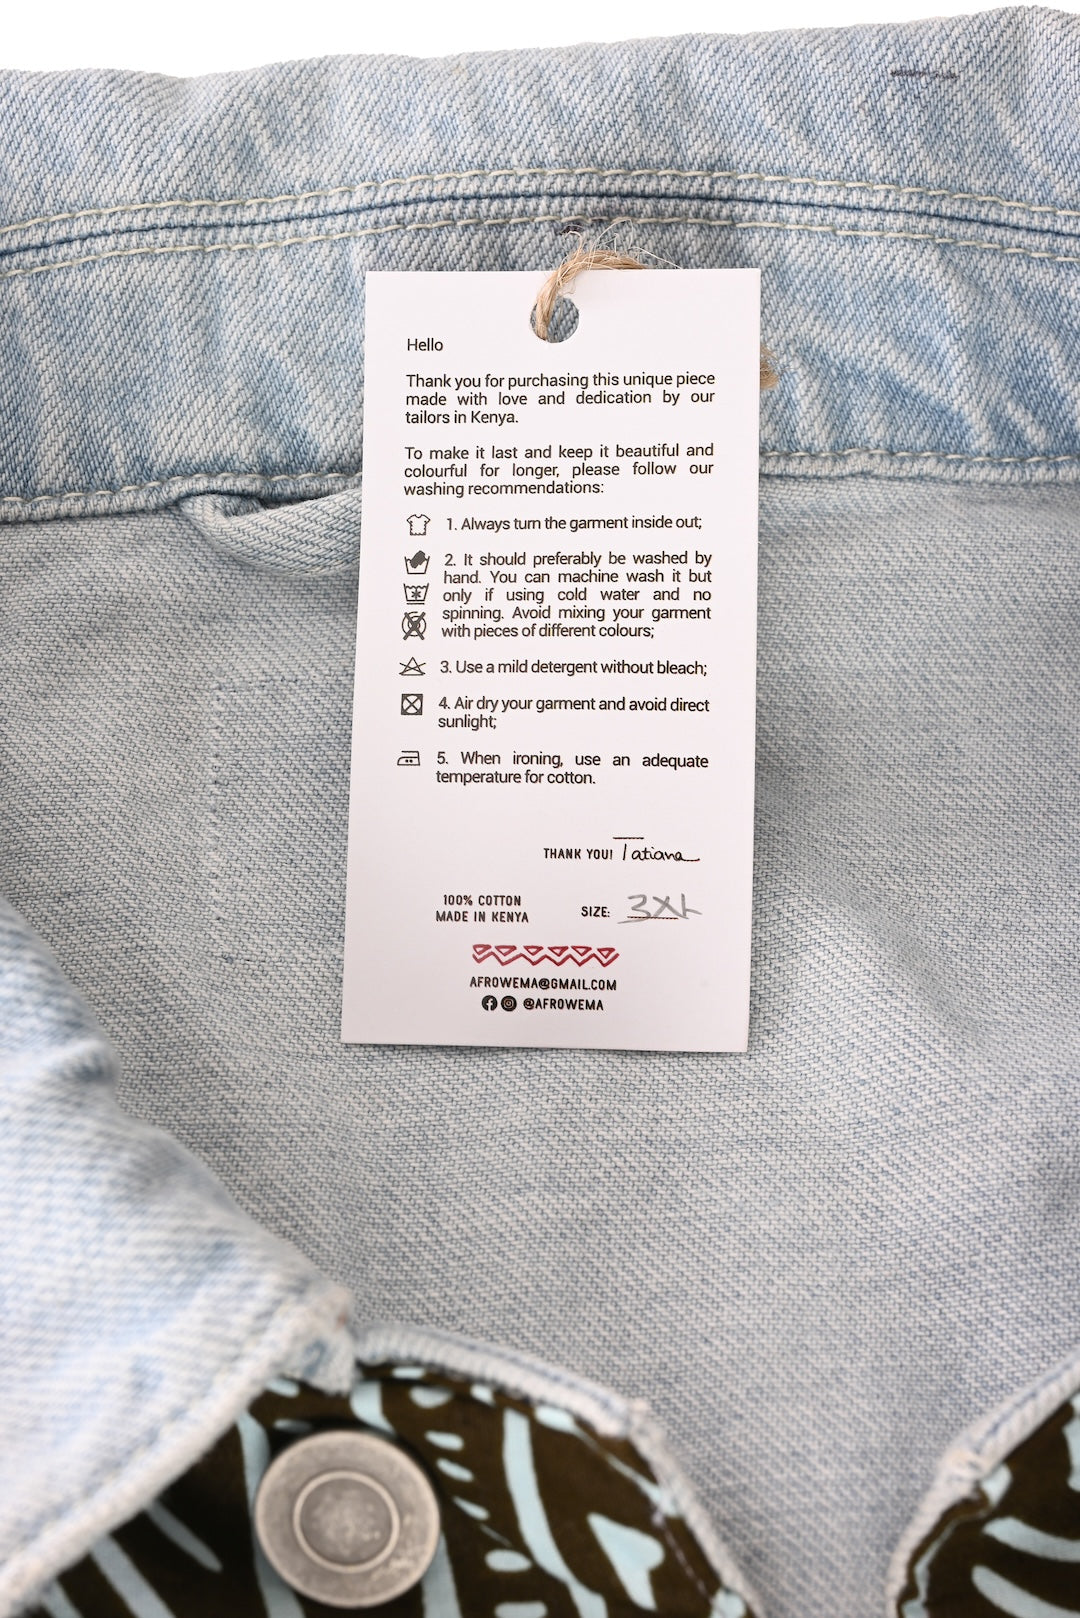 Hello
Thank you for purchasing this unique piece
made with love and dedication by our
tailors in Kenya.
To make it last and keep it beautiful and
colourful for longer, please follow our
washing recommendations:
1. Always turn the garment inside out;
2. It should preferably be washed by
hand. You can machine wash it but
only if using cold water and no
spinning. Avoid mixing your garment
with pieces of different colours;
3. Use a mild detergent without bleach;
4. Air dry your garment and avoid direct
sunlight;
5. When ironing, use an adequate
temperature for cotton.
THANK YOU! Tatiana
100% COTTON
MADE IN KENYA
SIZE: 3XL
AFROWEMA@GMAIL.COM
@AFROWEMA